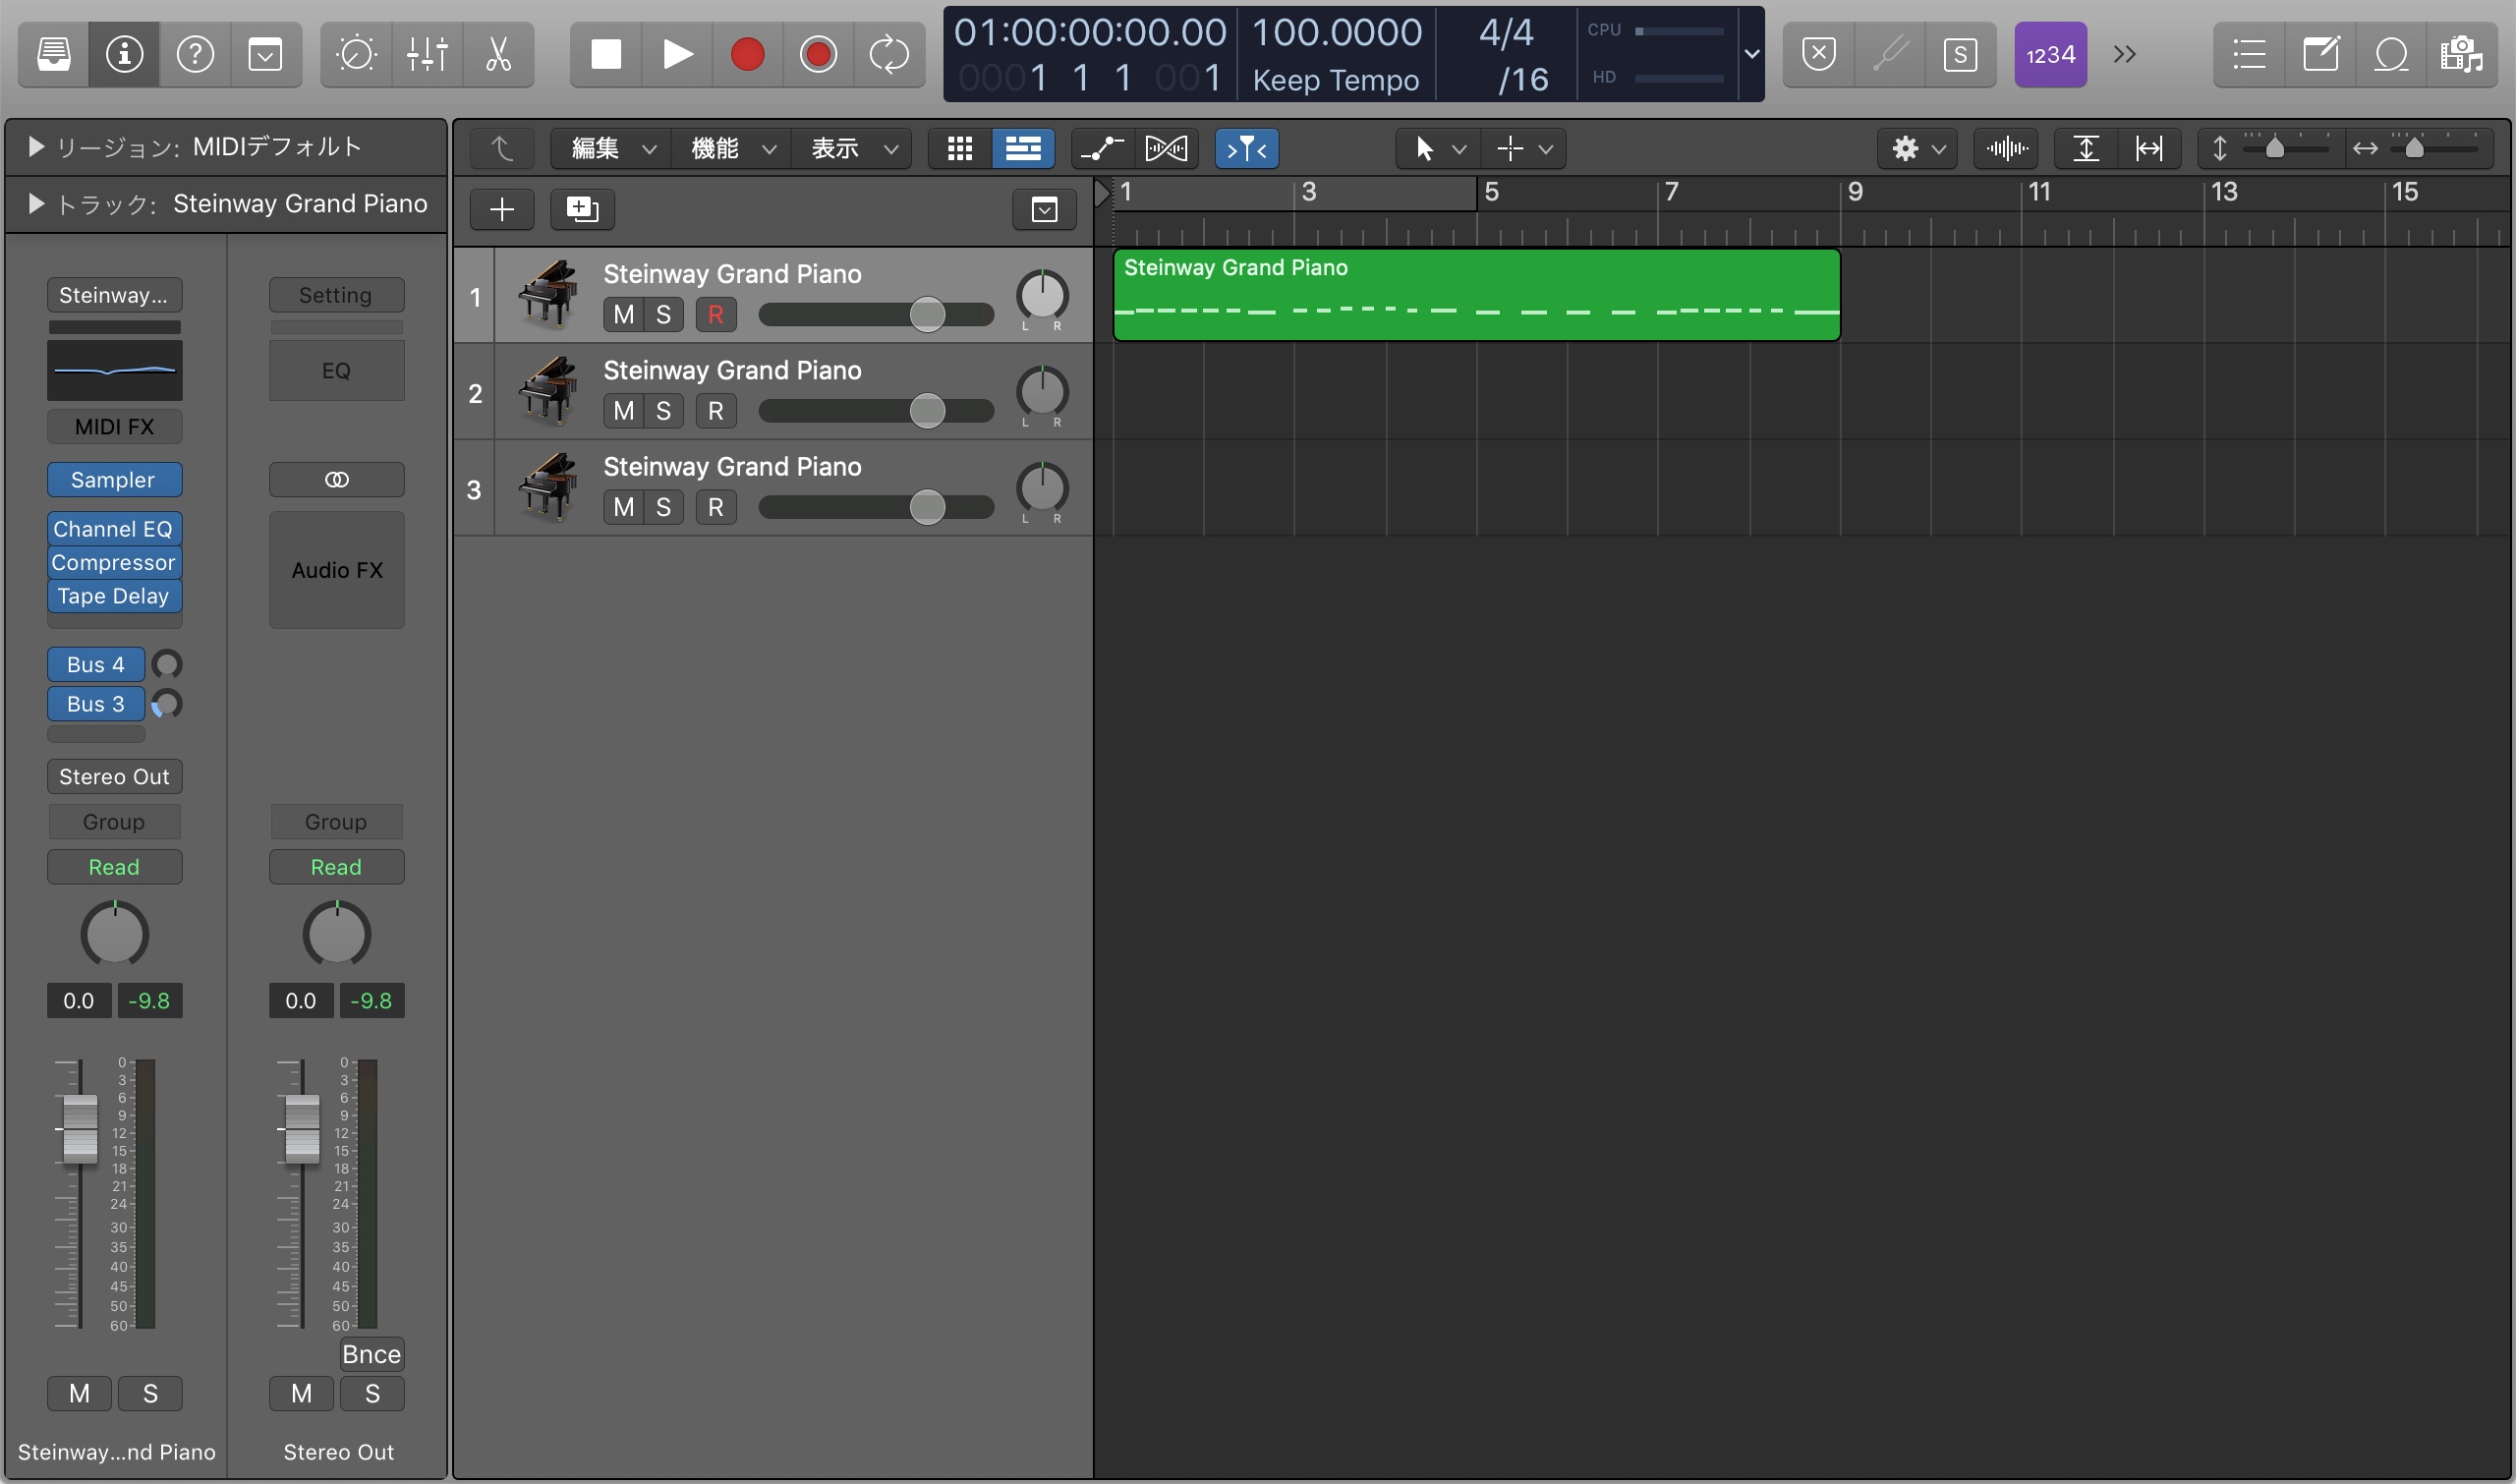 01:00:00:00.00
0001 1 1 001
100.0000
Keep Tempo
4/4
/16
CPU
HD
S
1234
リージョン: MIDIデフォルト
トラック: Steinway Grand Piano
編集 機能 表示
1 3 5 7 9 11 13 15
Steinway...
MIDI FX
Sampler
Channel EQ
Compressor
Tape Delay
Bus 4
Bus 3
Stereo Out
Group
Read
0.0 -9.8
0
3
6
9
12
15
18
21
24
30
35
40
45
50
60
M S
Steinway...nd Piano
Setting
EQ
Audio FX
Group
Read
0.0 -9.8
0
3
6
9
12
15
18
21
24
30
35
40
45
50
60
Bnce
M S
Stereo Out
1 Steinway Grand Piano
M S R
L R
2 Steinway Grand Piano
M S R
L R
3 Steinway Grand Piano
M S R
L R
Steinway Grand Piano